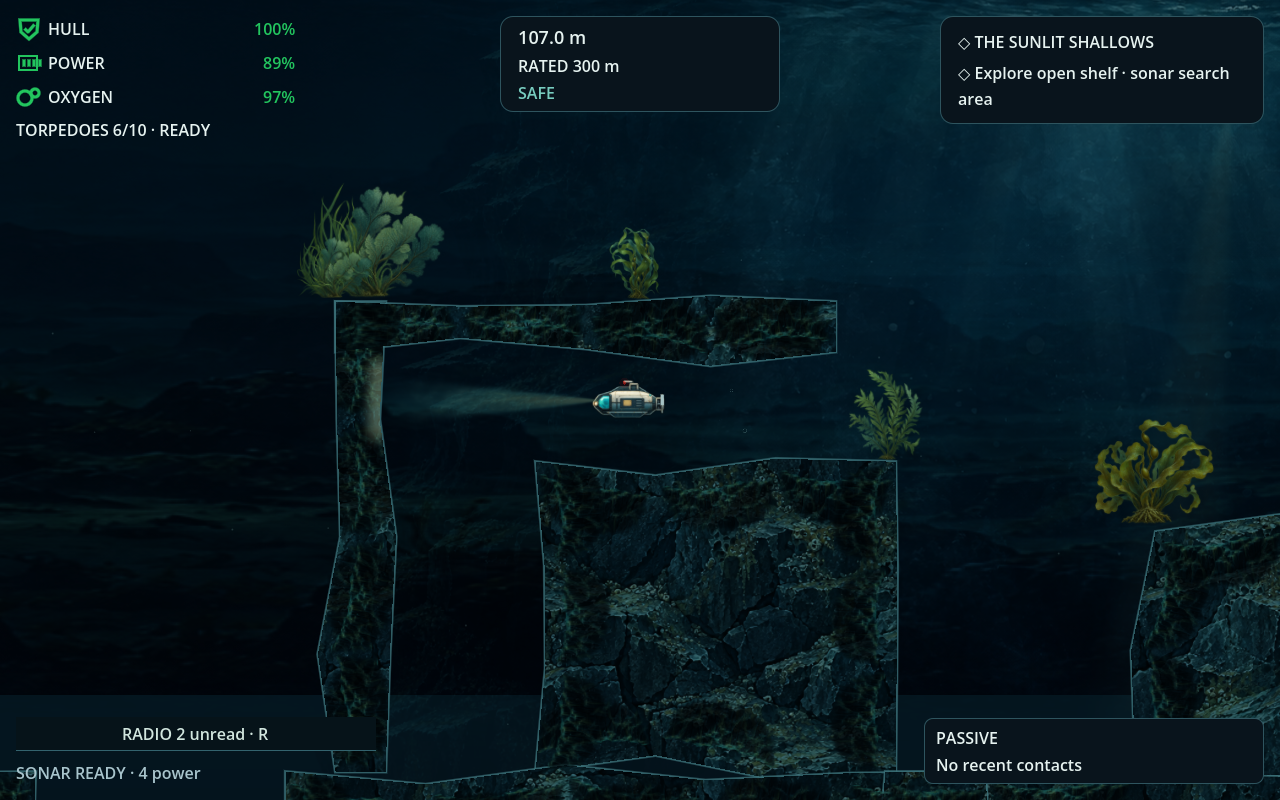 HULL 100%
POWER 89%
OXYGEN 97%
TORPEDOES 6/10 · READY
107.0 m
RATED 300 m
SAFE
◇ THE SUNLIT SHALLOWS
◇ Explore open shelf · sonar search
area
RADIO 2 unread · R
SONAR READY · 4 power
PASSIVE
No recent contacts